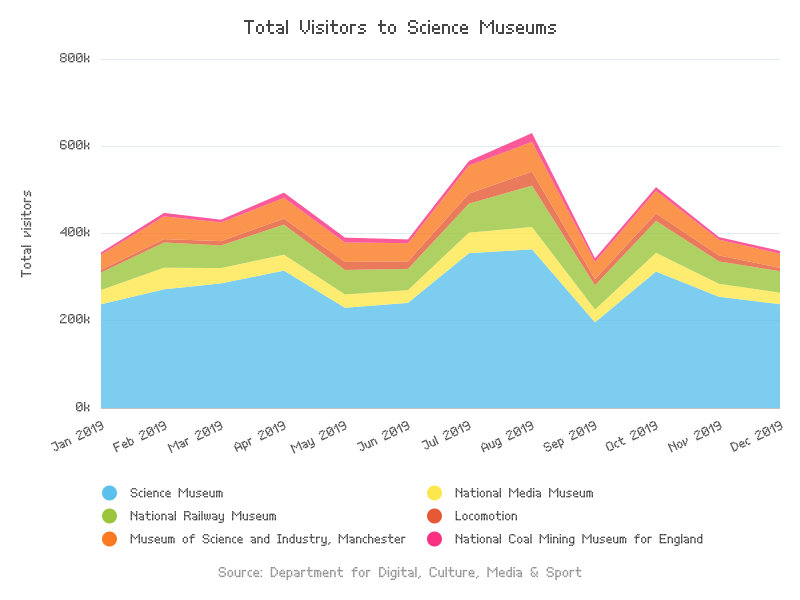 Total Visitors to Science Museums
800k
600k
400k
200k
0k
Total visitors
Jan 2019
Feb 2019
Mar 2019
Apr 2019
May 2019
Jun 2019
Jul 2019
Aug 2019
Sep 2019
Oct 2019
Nov 2019
Dec 2019
Science Museum
National Media Museum
National Railway Museum
Locomotion
Museum of Science and Industry, Manchester
National Coal Mining Museum for England
Source: Department for Digital, Culture, Media & Sport